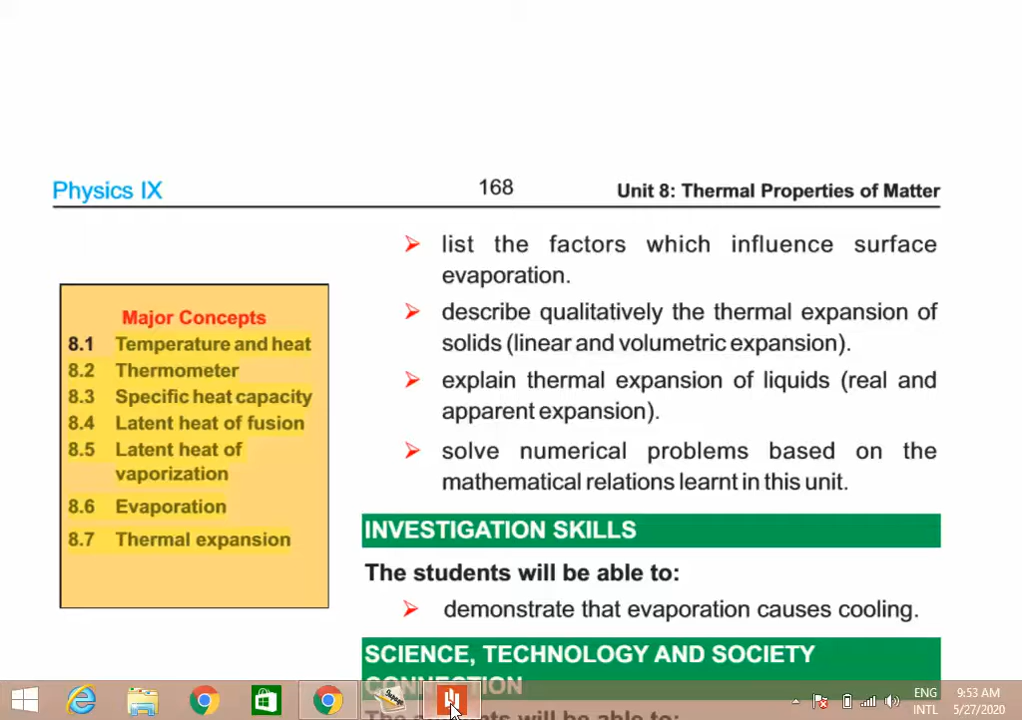 Physics IX
168
Unit 8: Thermal Properties of Matter
list the factors which influence surface
evaporation.
describe qualitatively the thermal expansion of
solids (linear and volumetric expansion).
explain thermal expansion of liquids (real and
apparent expansion).
solve numerical problems based on the
mathematical relations learnt in this unit.
Major Concepts
8.1 Temperature and heat
8.2 Thermometer
8.3 Specific heat capacity
8.4 Latent heat of fusion
8.5 Latent heat of
vaporization
8.6 Evaporation
8.7 Thermal expansion
INVESTIGATION SKILLS
The students will be able to:
demonstrate that evaporation causes cooling.
SCIENCE, TECHNOLOGY AND SOCIETY
CONNECTION
The students will be able to:
ENG
INTL
9:53 AM
5/27/2020